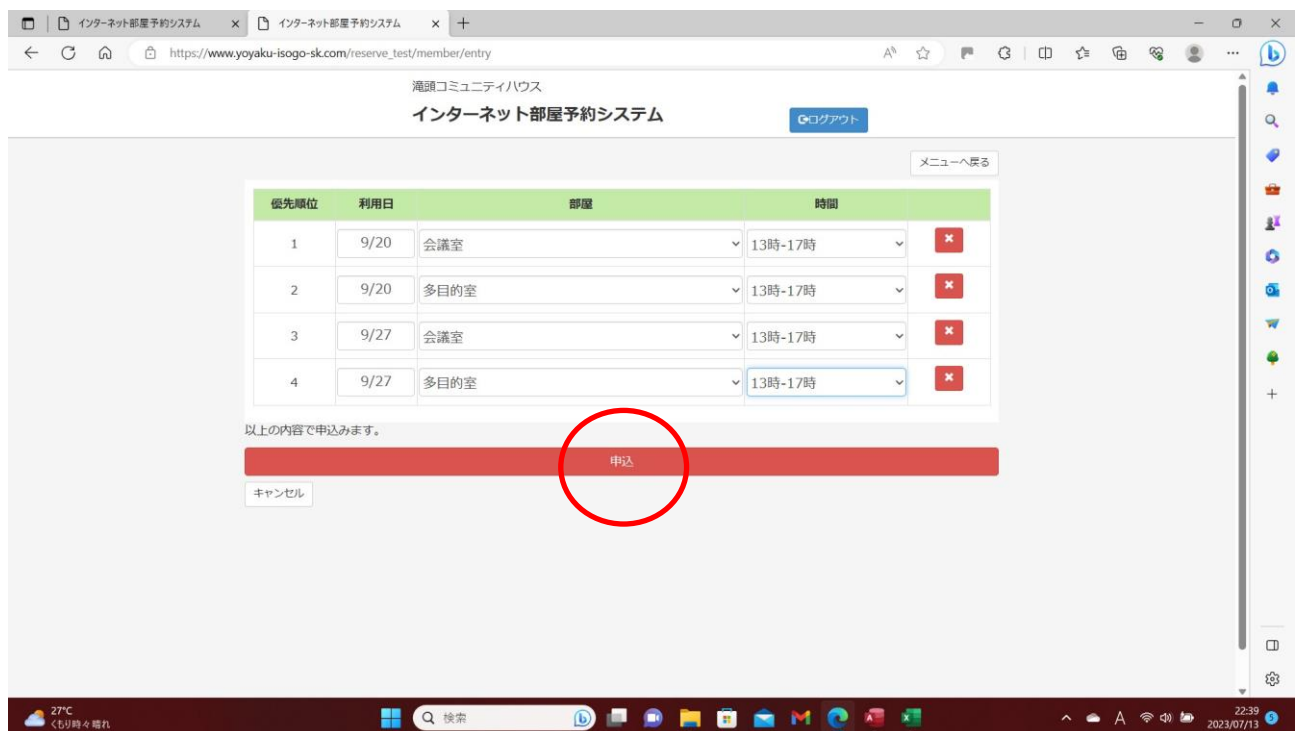 インターネット部屋予約システム
インターネット部屋予約システム
https://www.yoyaku-isogo-sk.com/reserve_test/member/entry
滝頭コミュニティハウス
インターネット部屋予約システム
ログアウト
メニューへ戻る
優先順位 利用日 部屋 時間
1 9/20 会議室 13時-17時
2 9/20 多目的室 13時-17時
3 9/27 会議室 13時-17時
4 9/27 多目的室 13時-17時
以上の内容で申込みます。
申込
キャンセル
27°C
くもり時々晴れ
検索
A
22:39
2023/07/13
5